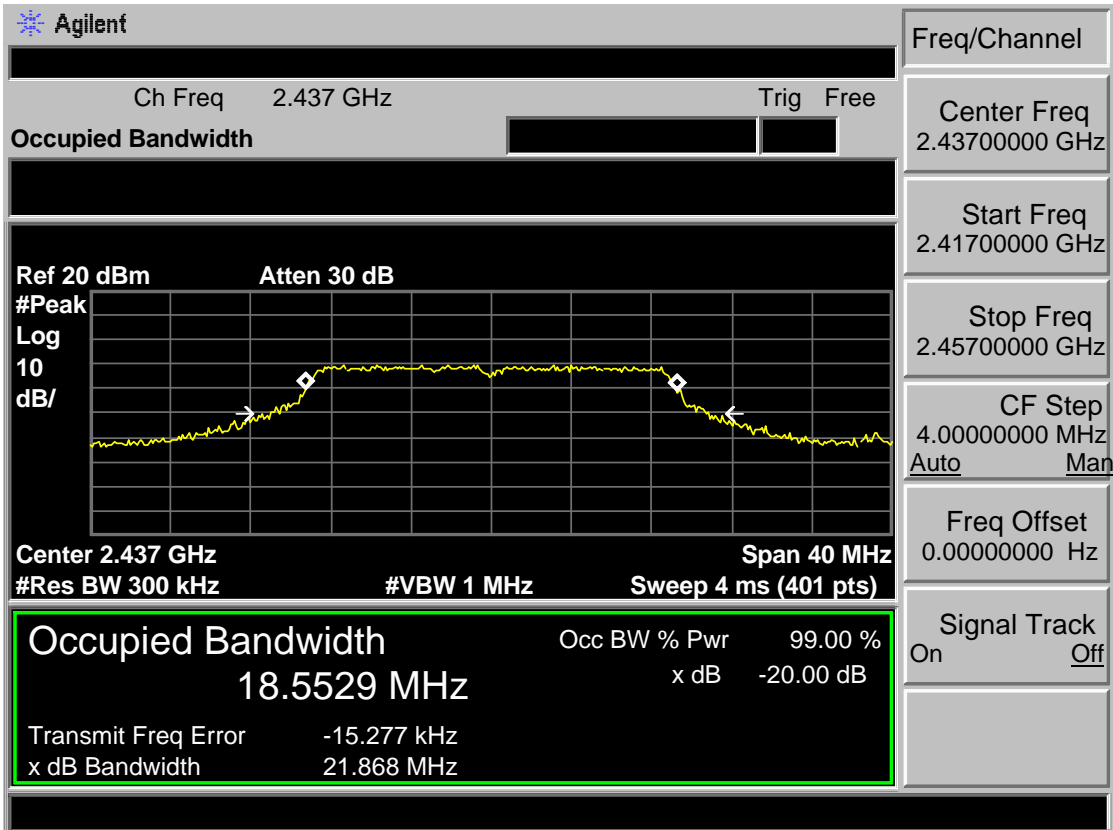 Agilent
Freq/Channel
Ch Freq 2.437 GHz Trig Free
Occupied Bandwidth
Center Freq
2.43700000 GHz
Start Freq
2.41700000 GHz
Stop Freq
2.45700000 GHz
CF Step
4.00000000 MHz
Auto Man
Freq Offset
0.00000000 Hz
Signal Track
On Off
Ref 20 dBm Atten 30 dB
#Peak
Log
10
dB/
Center 2.437 GHz Span 40 MHz
#Res BW 300 kHz #VBW 1 MHz Sweep 4 ms (401 pts)
Occupied Bandwidth
18.5529 MHz
Occ BW % Pwr 99.00 %
x dB -20.00 dB
Transmit Freq Error -15.277 kHz
x dB Bandwidth 21.868 MHz